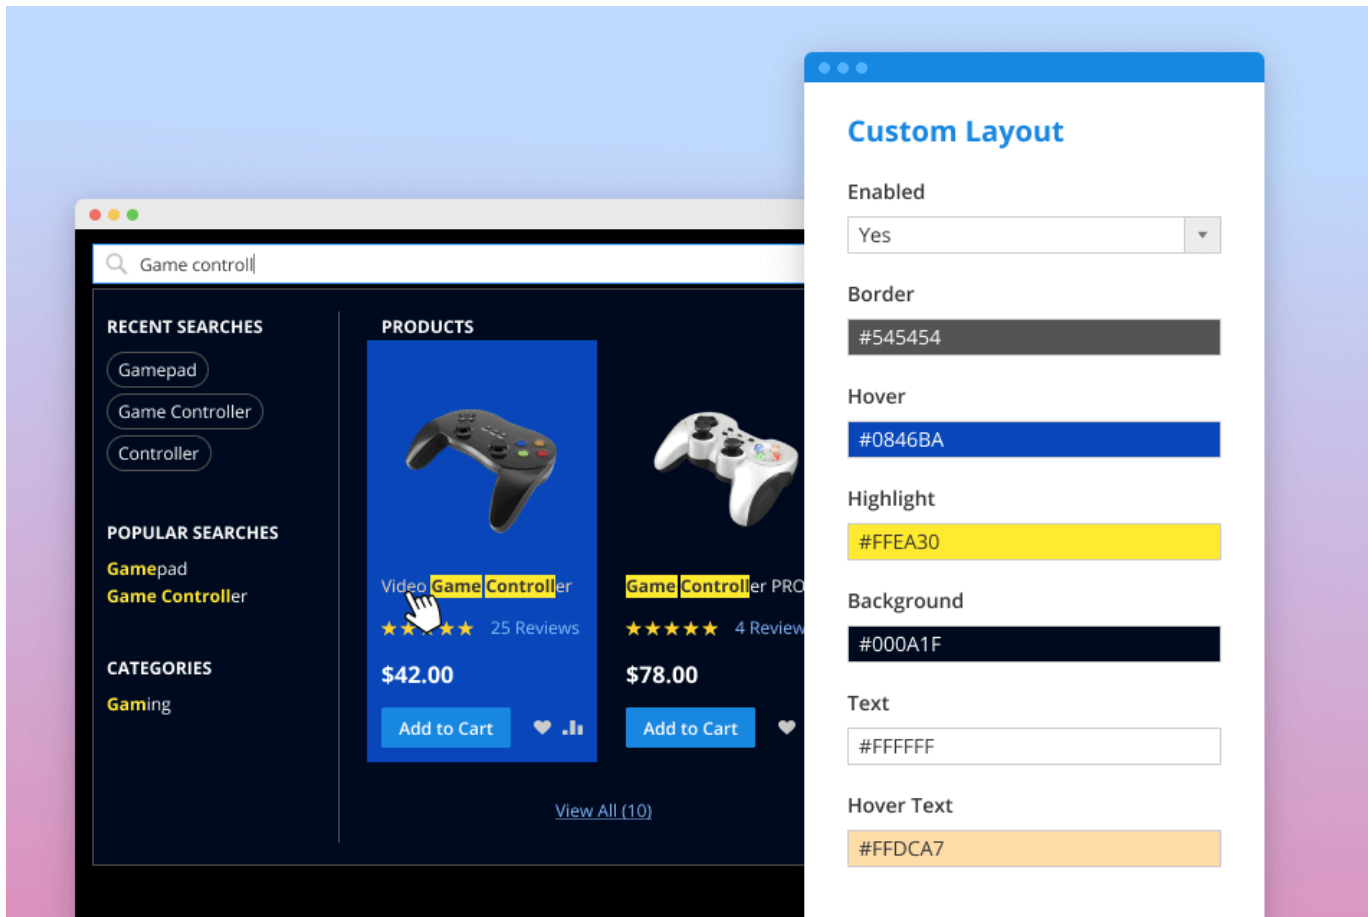 Game controll
RECENT SEARCHES
Gamepad
Game Controller
Controller
POPULAR SEARCHES
Gamepad
Game Controller
CATEGORIES
Gaming
PRODUCTS
Video Game Controller
25 Reviews
$42.00
Add to Cart
Game Controller PRO
4 Review
$78.00
Add to Cart
View All (10)
Custom Layout
Enabled
Yes
Border
#545454
Hover
#0846BA
Highlight
#FFEA30
Background
#000A1F
Text
#FFFFFF
Hover Text
#FFDCA7